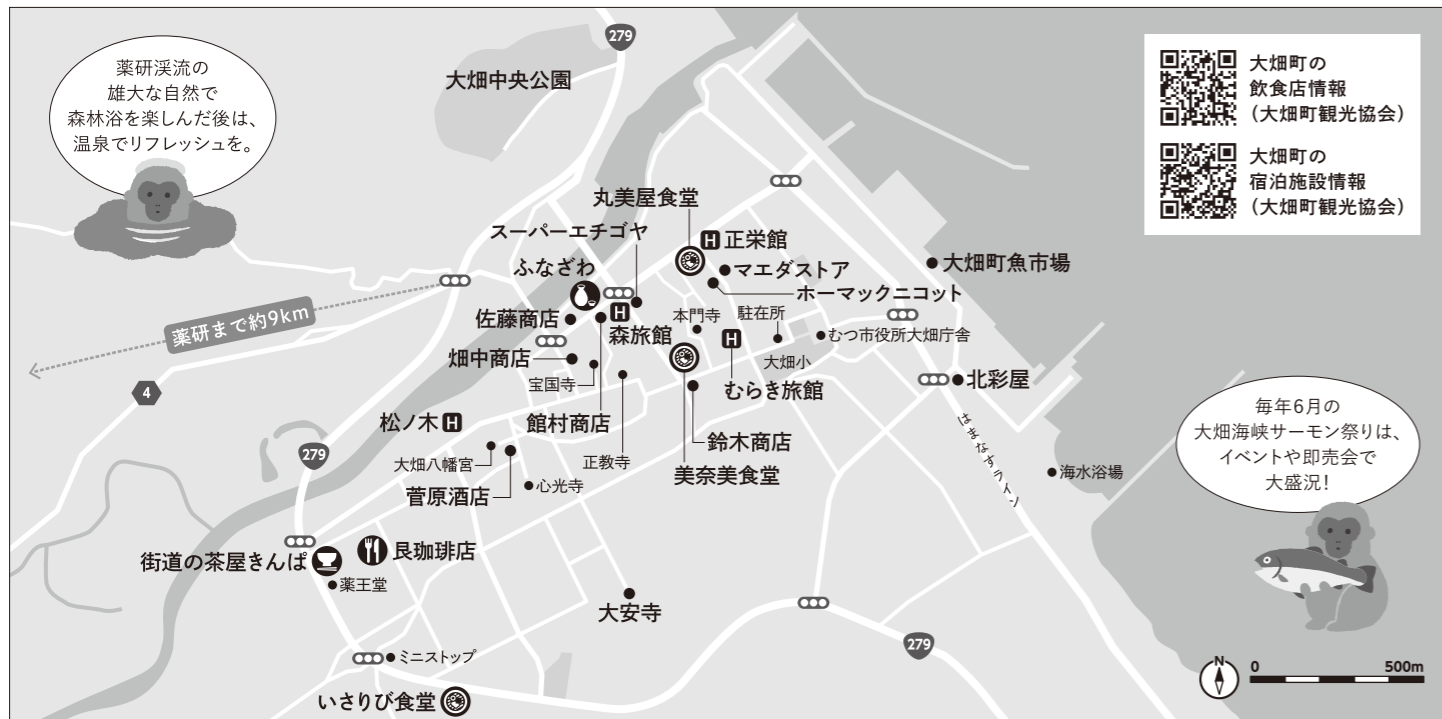 279
大畑中央公園
薬研渓流の
雄大な自然で
森林浴を楽しんだ後は、
温泉でリフレッシュを。
大畑町の
飲食店情報
(大畑町観光協会)
大畑町の
宿泊施設情報
(大畑町観光協会)
丸美屋食堂
H 正栄館
スーパーエチゴヤ
マエダストア
大畑町魚市場
ふなざわ
ホーマックニコット
佐藤商店
H
森旅館
本門寺
駐在所
むつ市役所大畑庁舎
薬研まで約9km
畑中商店
宝国寺
H
大畑小
むらき旅館
北彩屋
4
松ノ木 H
館村商店
鈴木商店
はまなすライン
毎年6月の
大畑海峡サーモン祭りは、
イベントや即売会で
大盛況!
279
大畑八幡宮
正教寺
美奈美食堂
海水浴場
菅原酒店
心光寺
街道の茶屋きんぱ
艮珈琲店
薬王堂
大安寺
279
ミニストップ
いさりび食堂
N
0 500m